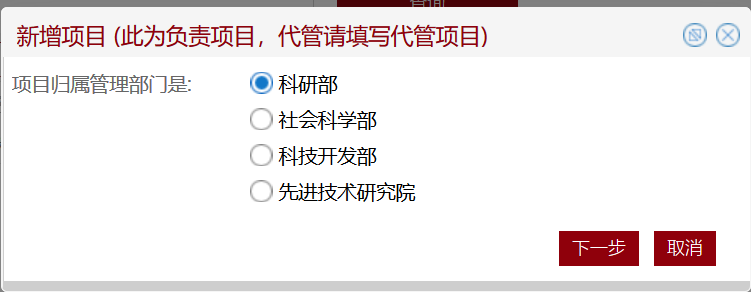 查询
新增项目 (此为负责项目，代管请填写代管项目)
项目归属管理部门是:
科研部
社会科学部
科技开发部
先进技术研究院
下一步 取消